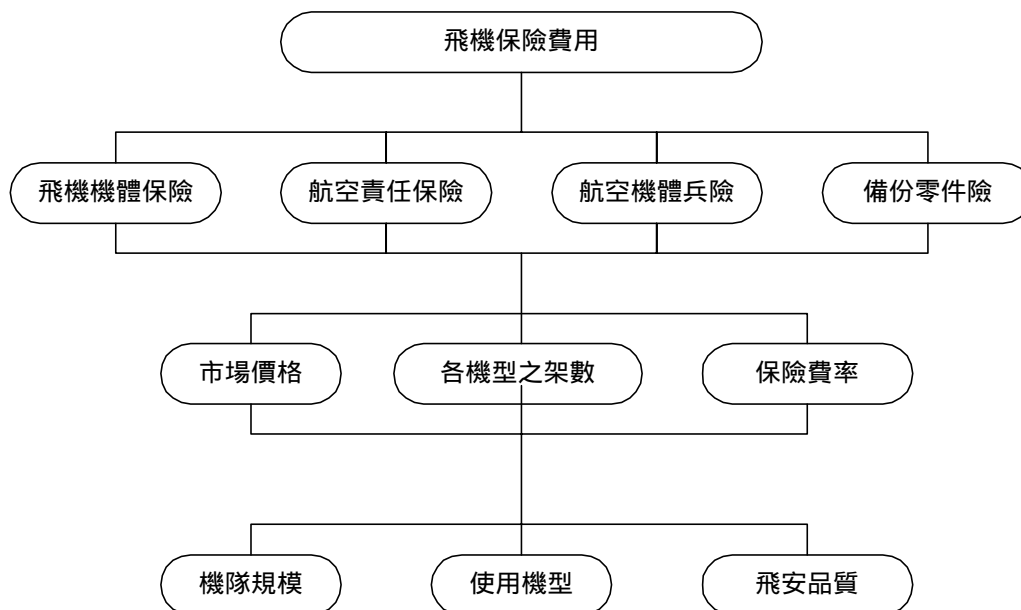 飛機保險費用
飛機機體保險
航空責任保險
航空機體兵險
備份零件險
市場價格
各機型之架數
保險費率
機隊規模
使用機型
飛安品質